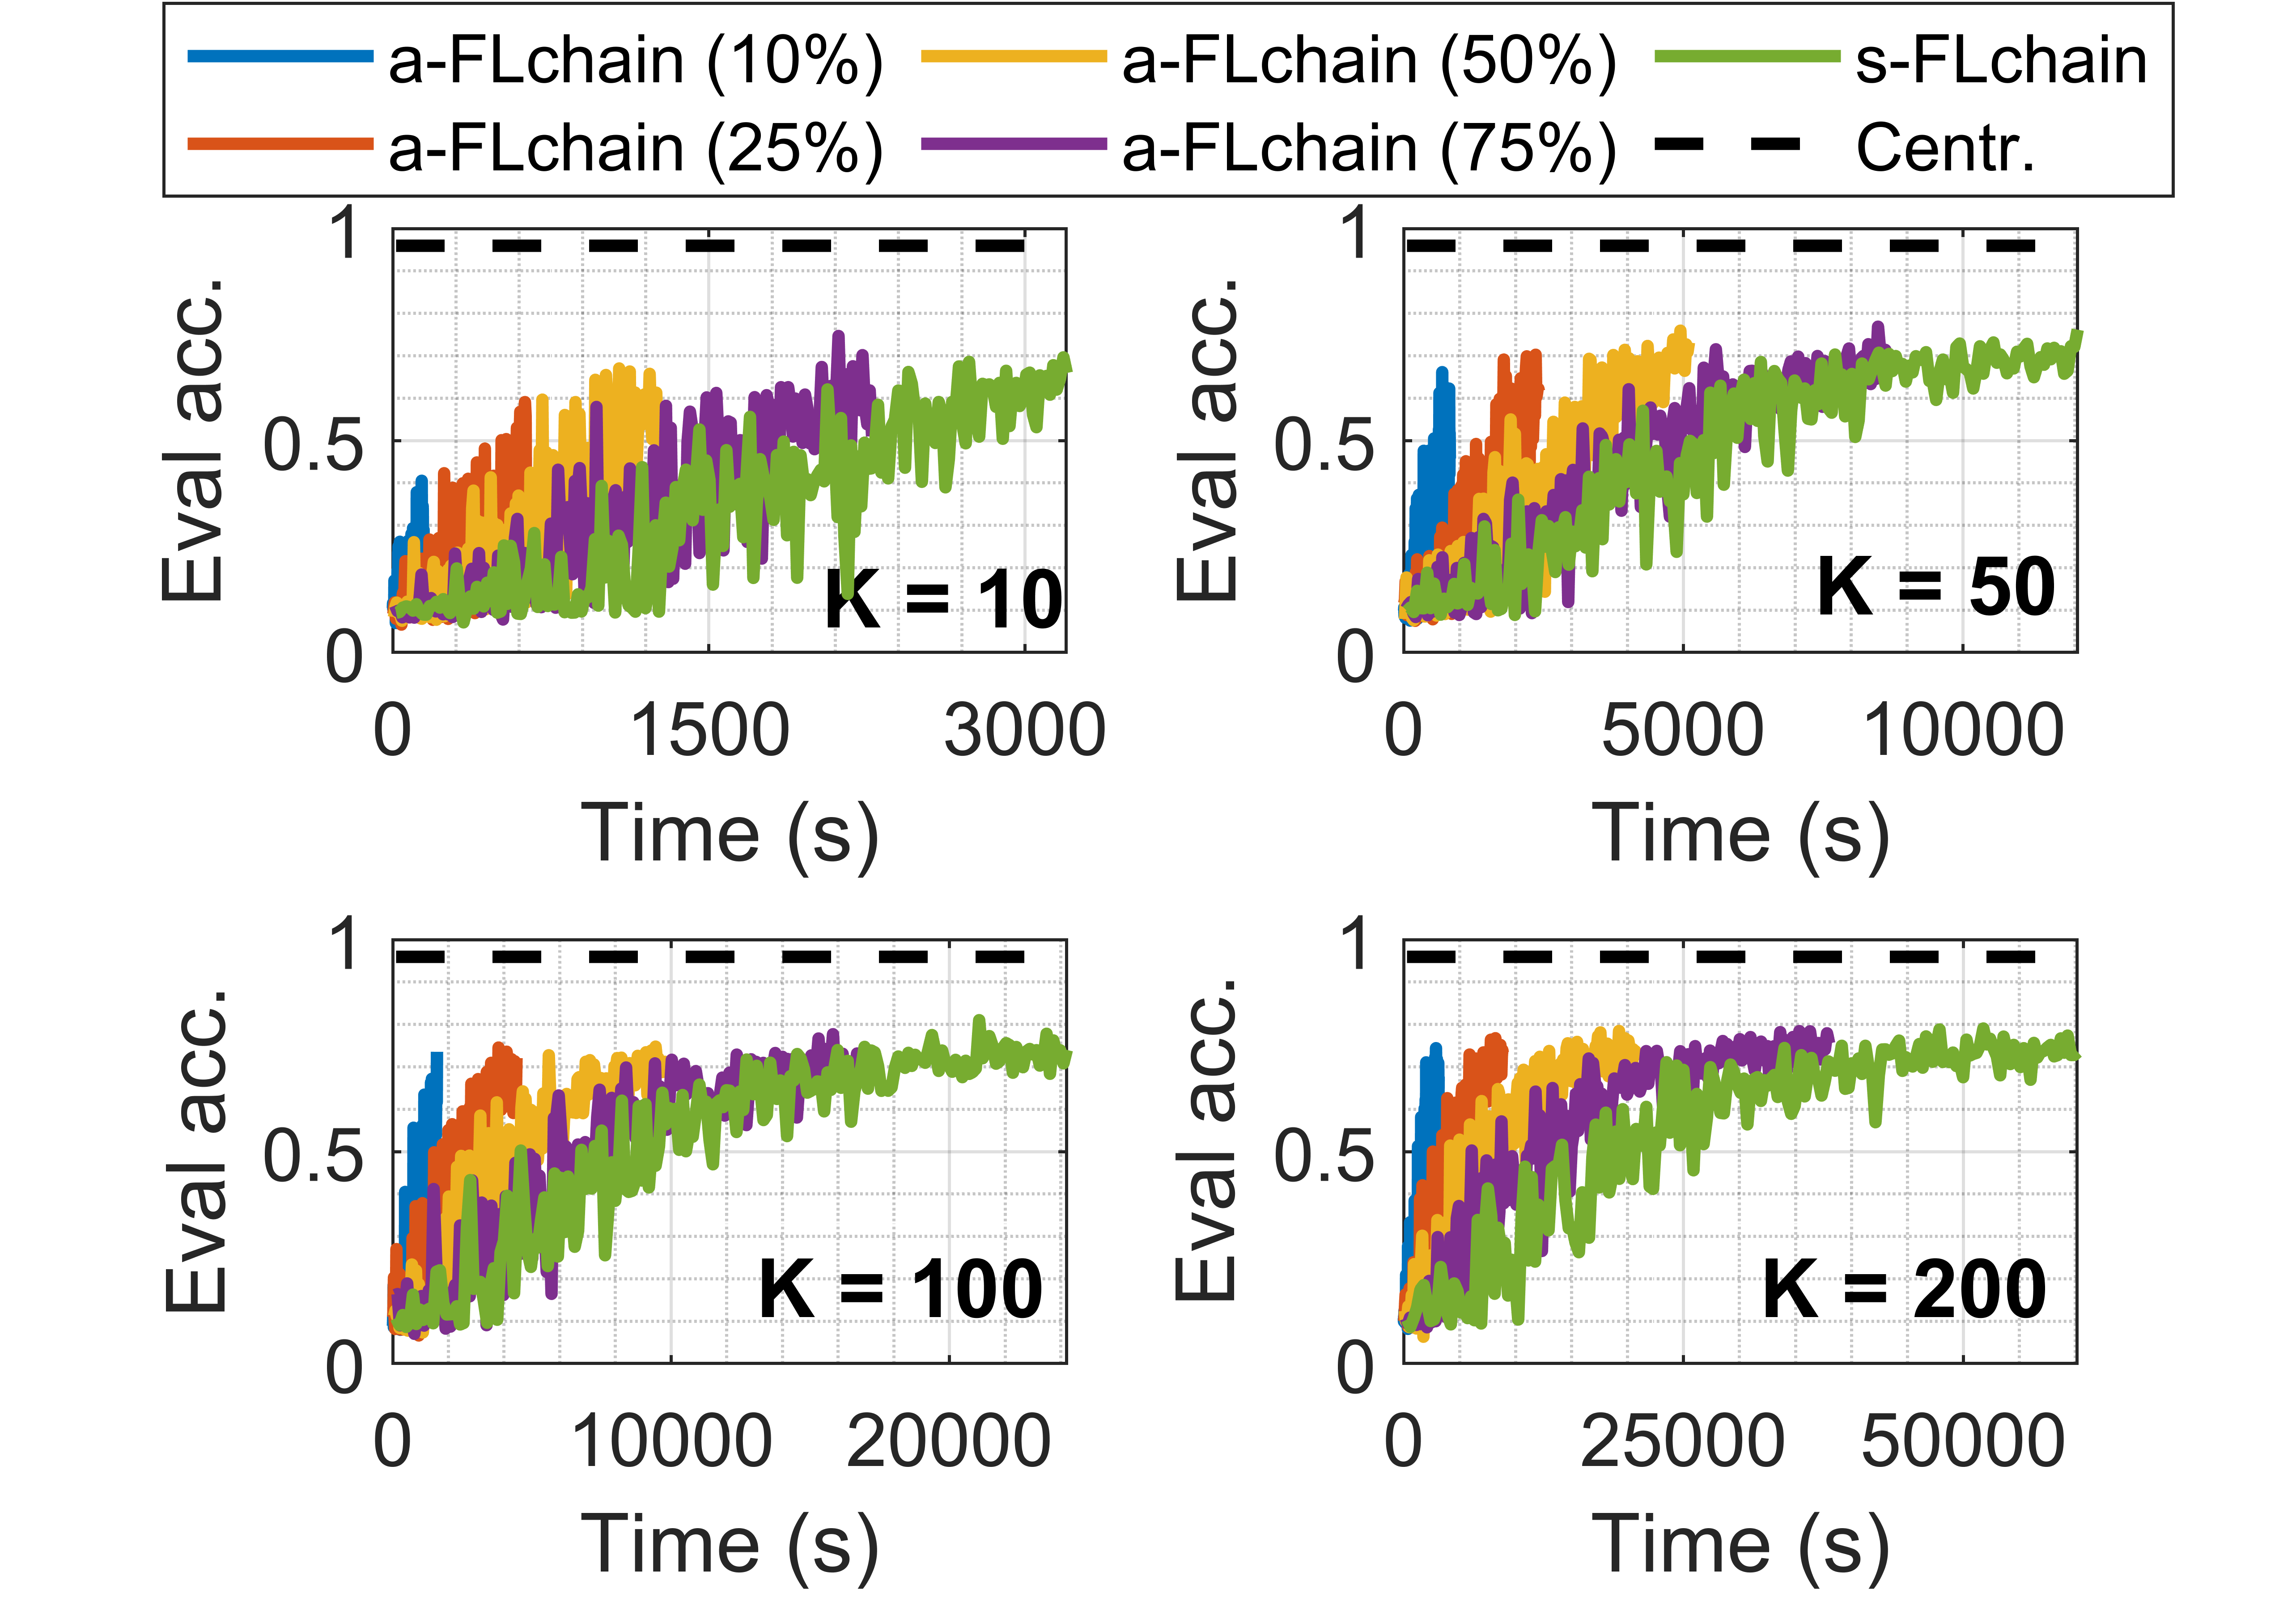 a-FLchain (10%) a-FLchain (50%) s-FLchain
a-FLchain (25%) a-FLchain (75%) Centr.
1
0.5
0
Eval acc.
K = 10
0 1500 3000
Time (s)
1
0.5
0
Eval acc.
K = 50
0 5000 10000
Time (s)
1
0.5
0
Eval acc.
K = 100
0 10000 20000
Time (s)
1
0.5
0
Eval acc.
K = 200
0 25000 50000
Time (s)